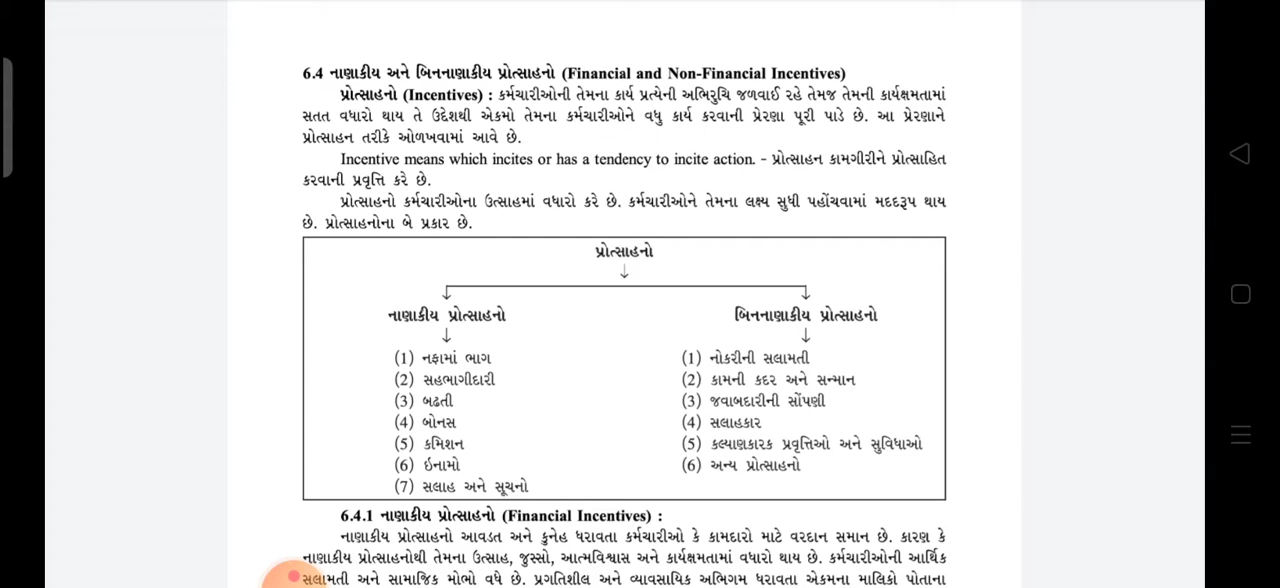 6.4 નાણાકીય અને બિનનાણાકીય પ્રોત્સાહનો (Financial and Non-Financial Incentives)
પ્રોત્સાહનો (Incentives) : કર્મચારીઓની તેમના કાર્ય પ્રત્યેની અભિરુચિ જળવાઈ રહે તેમજ તેમની કાર્યક્ષમતામાં
સતત વધારો થાય તે ઉદ્દેશથી એકમો તેમના કર્મચારીઓને વધુ કાર્ય કરવાની પ્રેરણા પૂરી પાડે છે. આ પ્રેરણાને
પ્રોત્સાહન તરીકે ઓળખવામાં આવે છે.
Incentive means which incites or has a tendency to incite action. - પ્રોત્સાહન કામગીરીને પ્રોત્સાહિત
કરવાની પ્રવૃત્તિ કરે છે.
પ્રોત્સાહનો કર્મચારીઓના ઉત્સાહમાં વધારો કરે છે. કર્મચારીઓને તેમના લક્ષ્ય સુધી પહોંચવામાં મદદરૂપ થાય
છે. પ્રોત્સાહનોના બે પ્રકાર છે.
પ્રોત્સાહનો
નાણાકીય પ્રોત્સાહનો
(1) નફામાં ભાગ
(2) સહભાગીદારી
(3) બઢતી
(4) બોનસ
(5) કમિશન
(6) ઇનામો
(7) સલાહ અને સૂચનો
બિનનાણાકીય પ્રોત્સાહનો
(1) નોકરીની સલામતી
(2) કામની કદર અને સન્માન
(3) જવાબદારીની સોંપણી
(4) સલાહકાર
(5) કલ્યાણકારક પ્રવૃત્તિઓ અને સુવિધાઓ
(6) અન્ય પ્રોત્સાહનો
6.4.1 નાણાકીય પ્રોત્સાહનો (Financial Incentives) :
નાણાકીય પ્રોત્સાહનો આવડત અને કુનેહ ધરાવતા કર્મચારીઓ કે કામદારો માટે વરદાન સમાન છે. કારણ કે
નાણાકીય પ્રોત્સાહનોથી તેમના ઉત્સાહ, જુસ્સો, આત્મવિશ્વાસ અને કાર્યક્ષમતામાં વધારો થાય છે. કર્મચારીઓની આર્થિક
સલામતી અને સામાજિક મોભો વધે છે. પ્રગતિશીલ અને વ્યાવસાયિક અભિગમ ધરાવતા એકમના માલિકો પોતાના